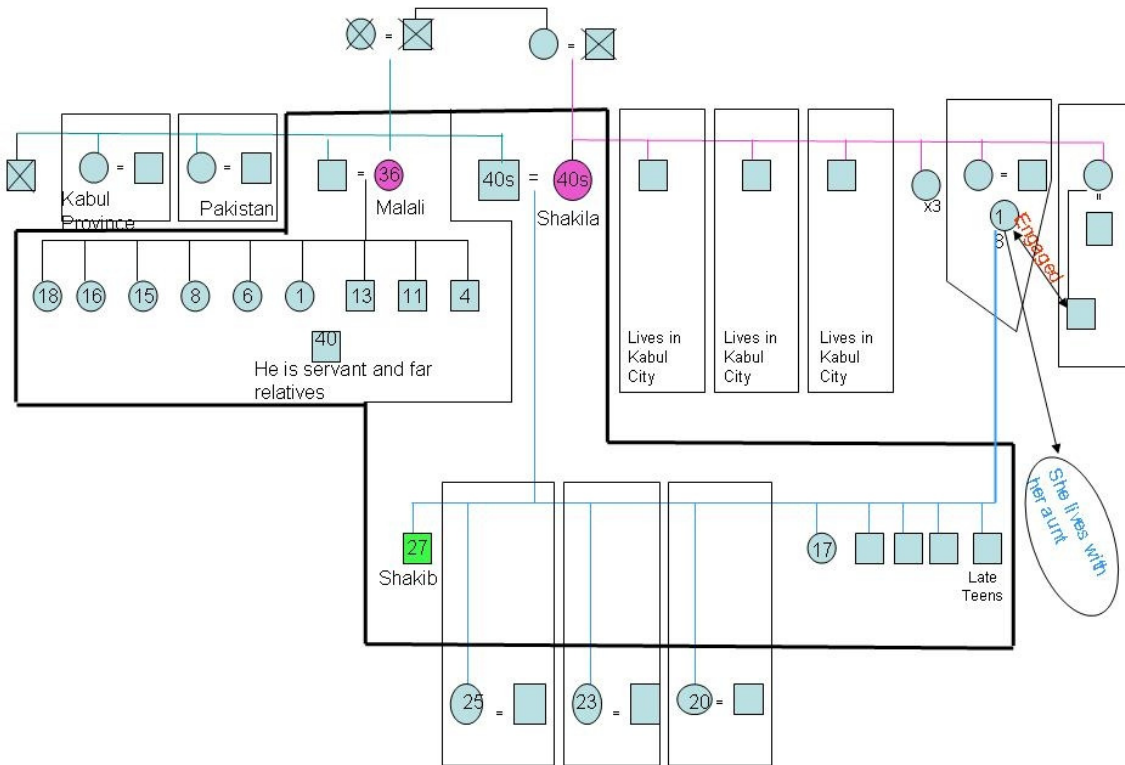 =
=
=
=
=
36
40s
=
40s
=
Kabul
Province
Pakistan
Malali
Shakila
x3
=
1
8
Engaged
18
16
15
8
6
1
13
11
4
40
He is servant and far
relatives
Lives in
Kabul
City
Lives in
Kabul
City
Lives in
Kabul
City
She lives with
her aunt
27
Shakib
17
Late
Teens
25
=
23
=
20
=
=